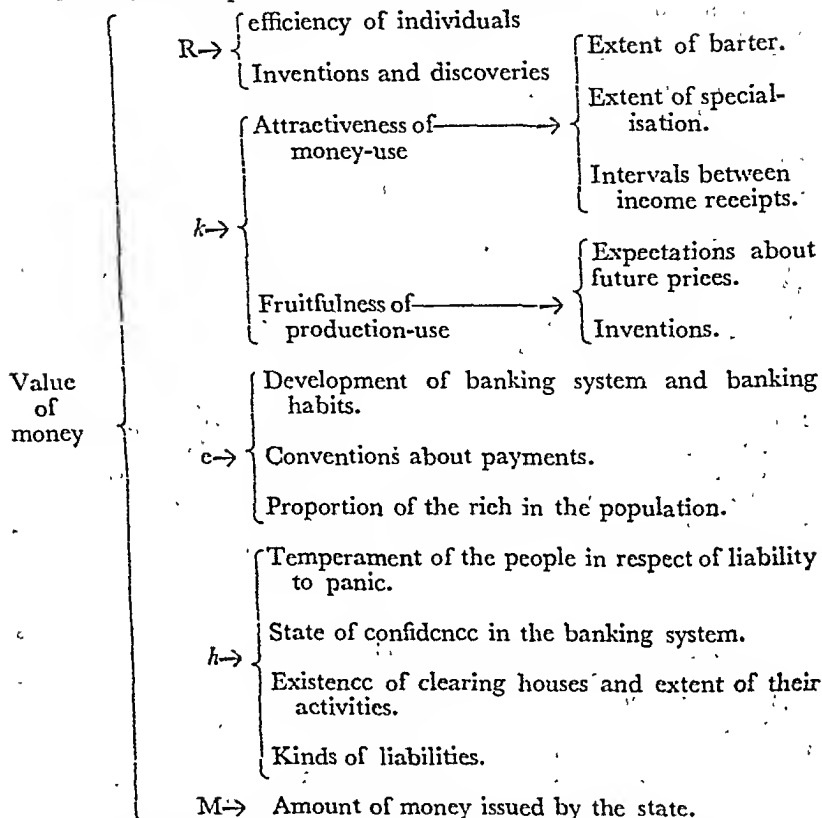 efficiency of individuals
R→
Inventions and discoveries
Attractiveness of → 
money-use
Extent of barter.
Extent of special-
isation.
Intervals between
income receipts.
k→
Fruitfulness of →
production-use
Expectations about
future prices.
Inventions.
Value
of
money
Development of banking system and banking
habits.
c→
Conventions about payments.
Proportion of the rich in the population.
Temperament of the people in respect of liability
to panic.
State of confidence in the banking system.
h→
Existence of clearing houses and extent of their
activities.
Kinds of liabilities.
M→ Amount of money issued by the state.